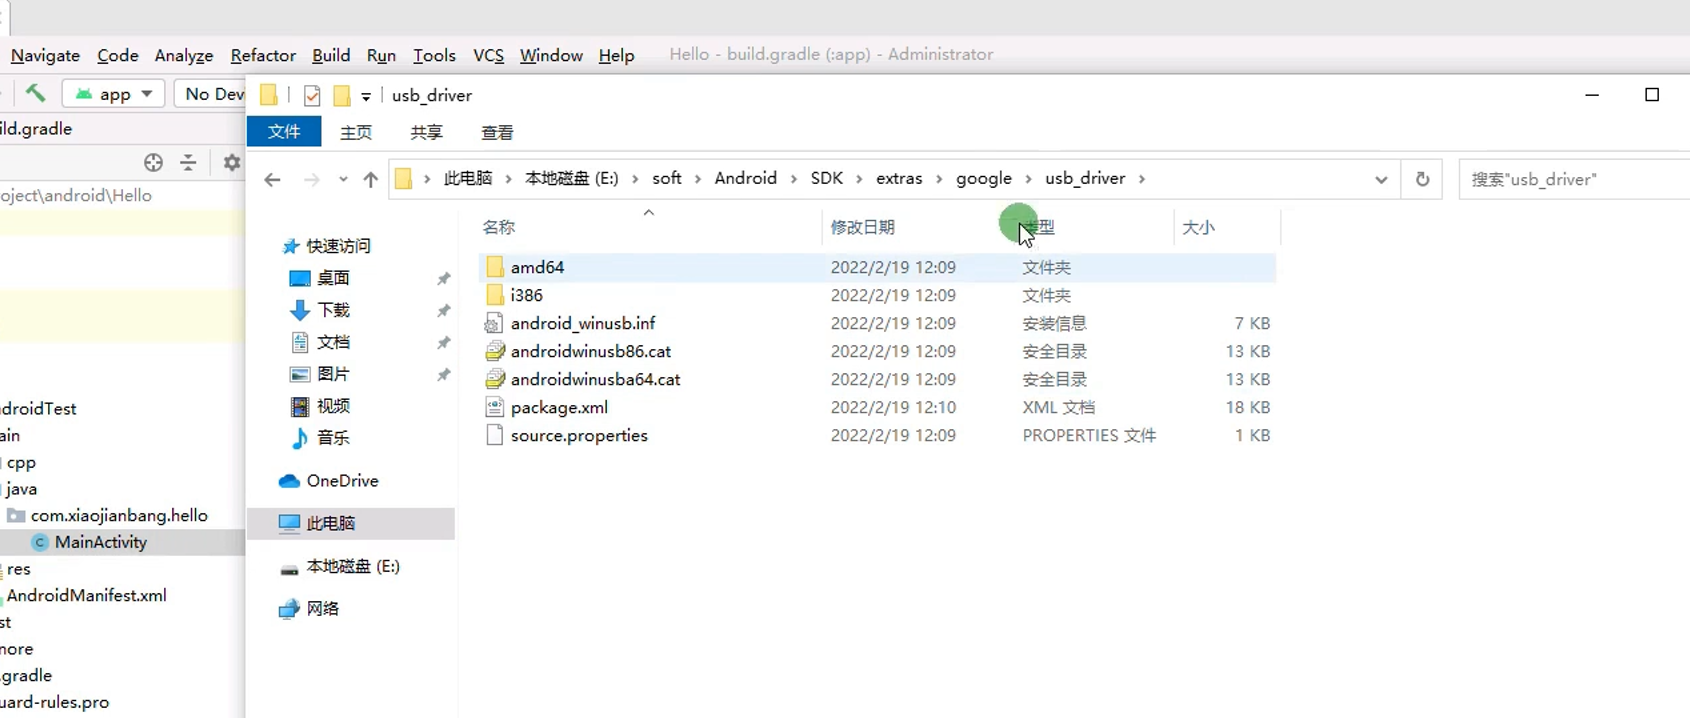 Navigate Code Analyze Refactor Build Run Tools VCS Window Help Hello - build.gradle (:app) - Administrator
app No Dev
usb_driver
ild.gradle
文件 主页 共享 查看
此电脑 本地磁盘 (E:) soft Android SDK extras google usb_driver 搜索"usb_driver"
oject\android\Hello
名称 修改日期 类型 大小
快速访问
桌面
下载
文档
图片
视频
音乐
OneDrive
此电脑
本地磁盘 (E:)
网络
amd64 2022/2/19 12:09 文件夹
i386 2022/2/19 12:09 文件夹
android_winusb.inf 2022/2/19 12:09 安装信息 7 KB
androidwinusb86.cat 2022/2/19 12:09 安全目录 13 KB
androidwinusba64.cat 2022/2/19 12:09 安全目录 13 KB
package.xml 2022/2/19 12:10 XML 文档 18 KB
source.properties 2022/2/19 12:09 PROPERTIES 文件 1 KB
droidTest
ain
cpp
java
com.xiaojianbang.hello
MainActivity
res
AndroidManifest.xml
st
nore
.gradle
uard-rules.pro